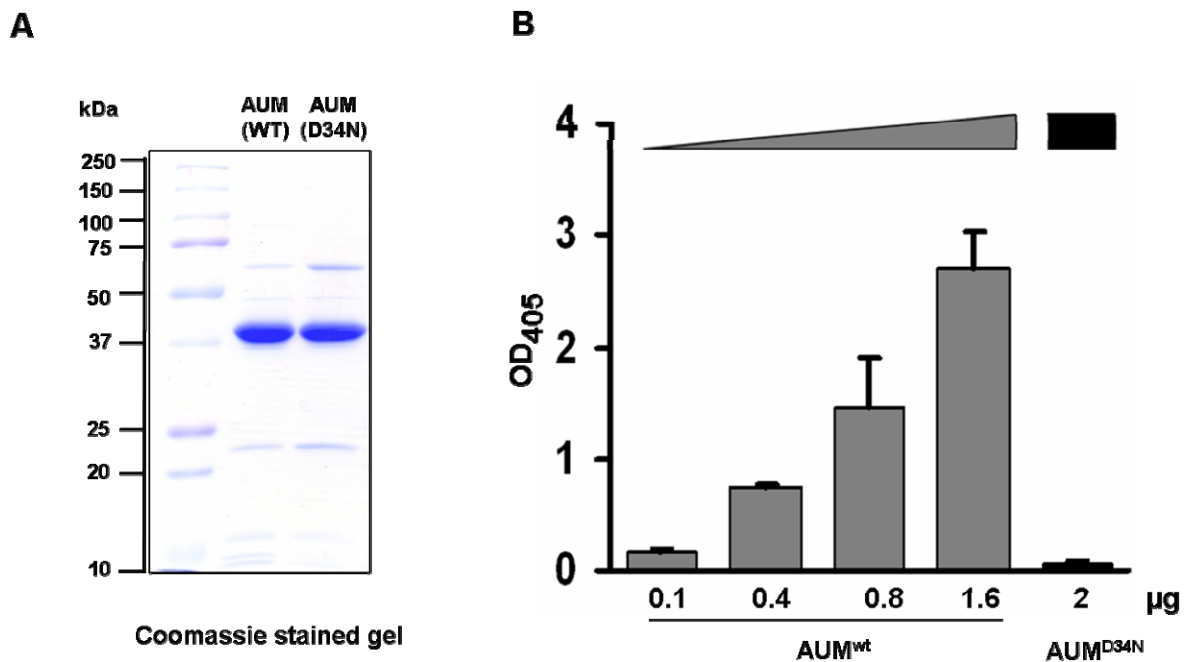 A
kDa
AUM AUM
(WT) (D34N)
250
150
100
75
50
37
25
20
10
Coomassie stained gel
B
4
3
2
1
0
OD405
0.1 0.4 0.8 1.6 2 μg
AUMwt AUMD34N